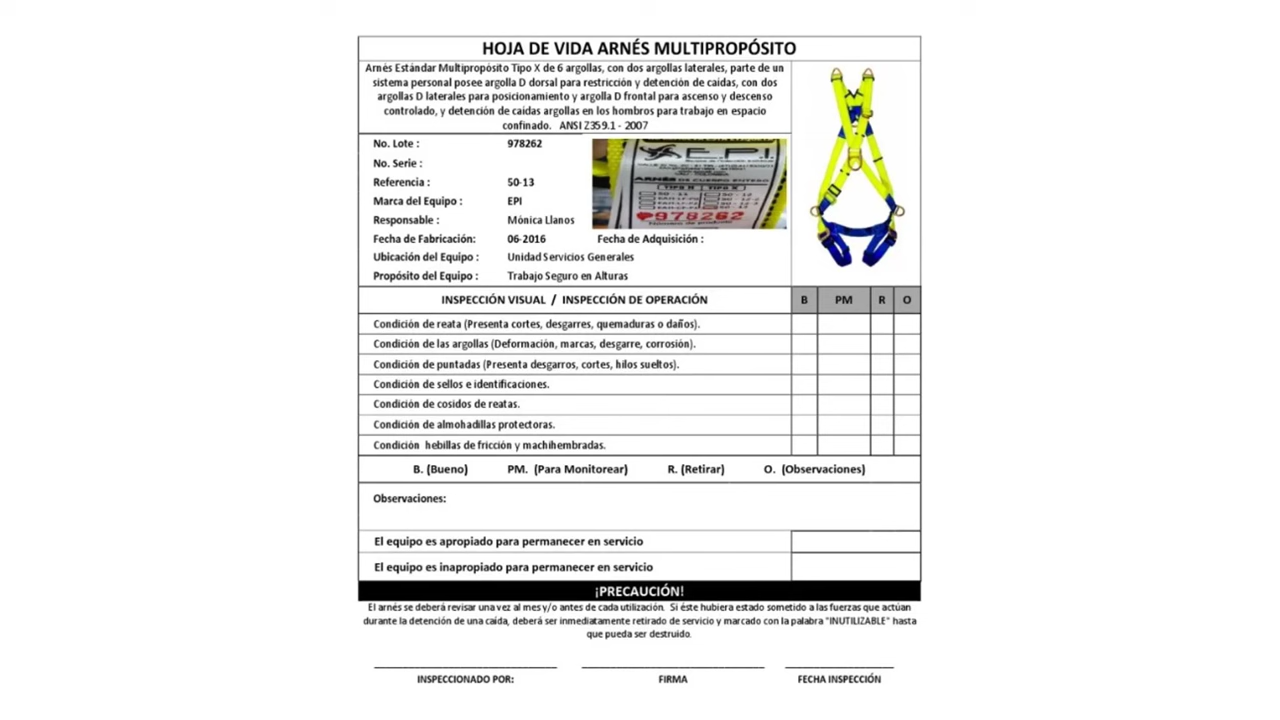 HOJA DE VIDA ARNÉS MULTIPROPÓSITO
Arnés Estándar Multipropósito Tipo X de 6 argollas, con dos argollas laterales, parte de un
sistema personal posee argolla D dorsal para restricción y detención de caídas, con dos
argollas D laterales para posicionamiento y argolla D frontal para ascenso y descenso
controlado, y detención de caídas argollas en los hombros para trabajo en espacio
confinado. ANSI Z359.1 - 2007
No. Lote : 978262
No. Serie :
Referencia : 50-13
Marca del Equipo : EPI
Responsable : Mónica Llanos
Fecha de Fabricación: 06-2016 Fecha de Adquisición :
Ubicación del Equipo : Unidad Servicios Generales
Propósito del Equipo : Trabajo Seguro en Alturas
EPI
ARNÉS DE CUERPO ENTERO
TIPO H TIPO X
978262
INSPECCIÓN VISUAL / INSPECCIÓN DE OPERACIÓN B PM R O
Condición de reata (Presenta cortes, desgarres, quemaduras o daños).
Condición de las argollas (Deformación, marcas, desgarre, corrosión).
Condición de puntadas (Presenta desgarros, cortes, hilos sueltos).
Condición de sellos e identificaciones.
Condición de cosidos de reatas.
Condición de almohadillas protectoras.
Condición hebillas de fricción y machihembradas.
B. (Bueno) PM. (Para Monitorear) R. (Retirar) O. (Observaciones)
Observaciones:
El equipo es apropiado para permanecer en servicio
El equipo es inapropiado para permanecer en servicio
¡PRECAUCIÓN!
El arnés se deberá revisar una vez al mes y/o antes de cada utilización. Si éste hubiera estado sometido a las fuerzas que actúan
durante la detención de una caída, deberá ser inmediatamente retirado de servicio y marcado con la palabra "INUTILIZABLE" hasta
que pueda ser destruido.
INSPECCIONADO POR: FIRMA FECHA INSPECCIÓN